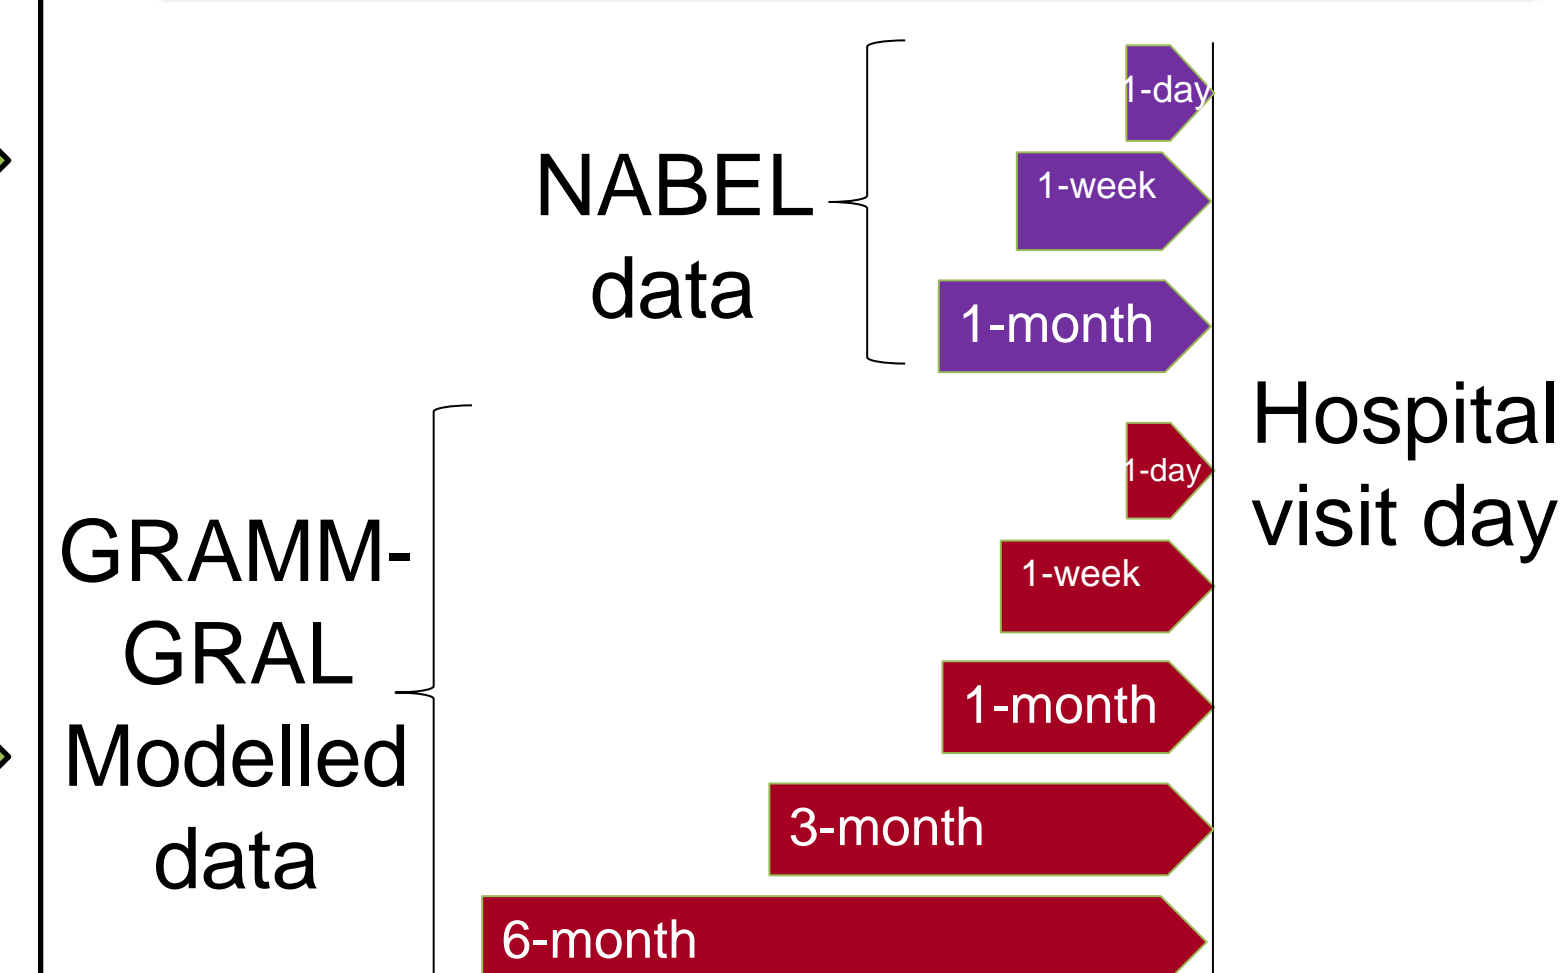 1-day
1-week
NABEL
data
1-month
Hospital
visit day
1-day
GRAMM-
GRAL
Modelled
data
1-week
1-month
3-month
6-month